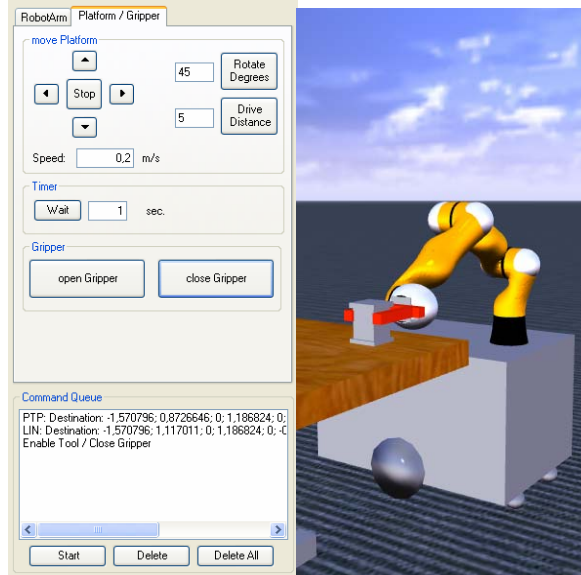 RobotArm
Platform / Gripper
move Platform
Stop
45
Rotate
Degrees
5
Drive
Distance
Speed: 0,2 m/s
Timer
Wait 1 sec.
Gripper
open Gripper
close Gripper
Command Queue
PTP: Destination: -1,570796; 0,8726646; 0; 1,186824; 0;
LIN: Destination: -1,570796; 1,117011; 0; 1,186824; 0; -0
Enable Tool / Close Gripper
Start
Delete
Delete All